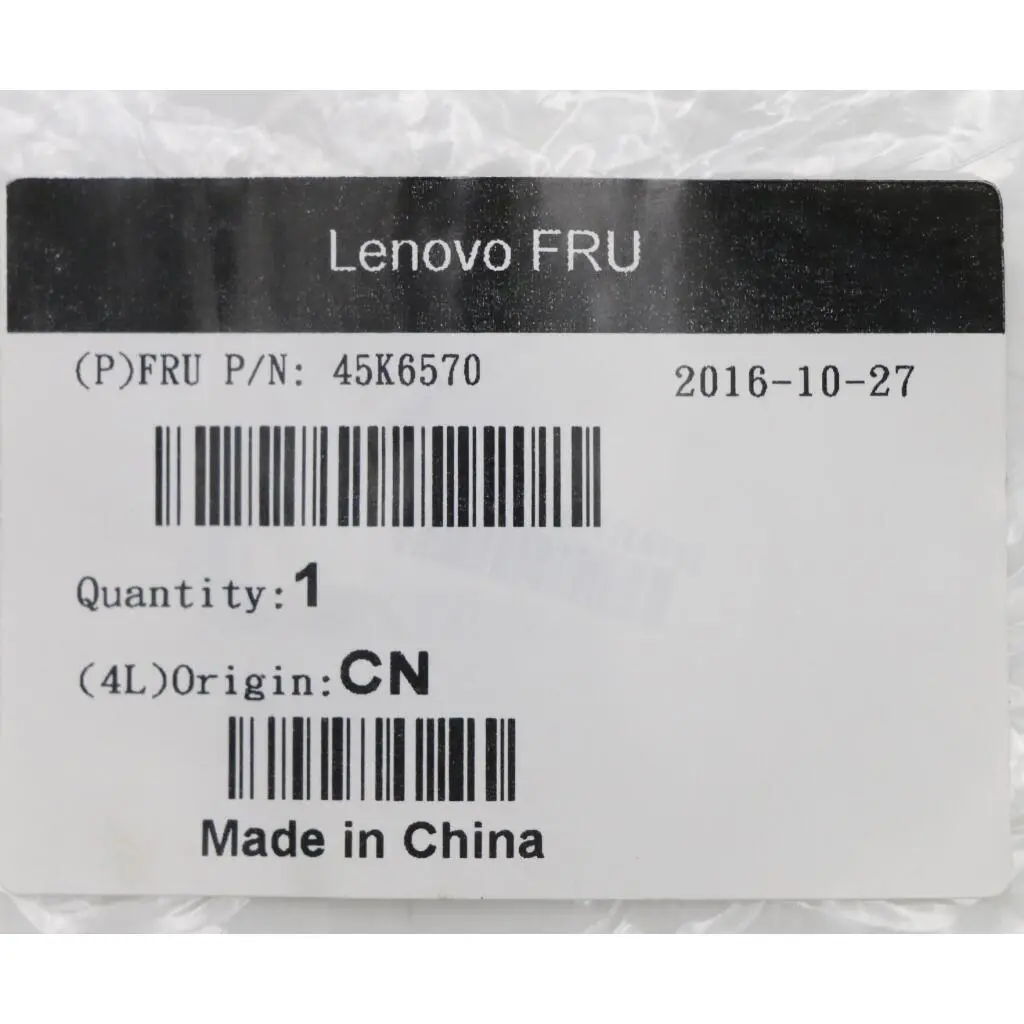 Lenovo FRU
(P)FRU P/N: 45K6570
2016-10-27
Quantity:1
(4L)Origin:CN
Made in China